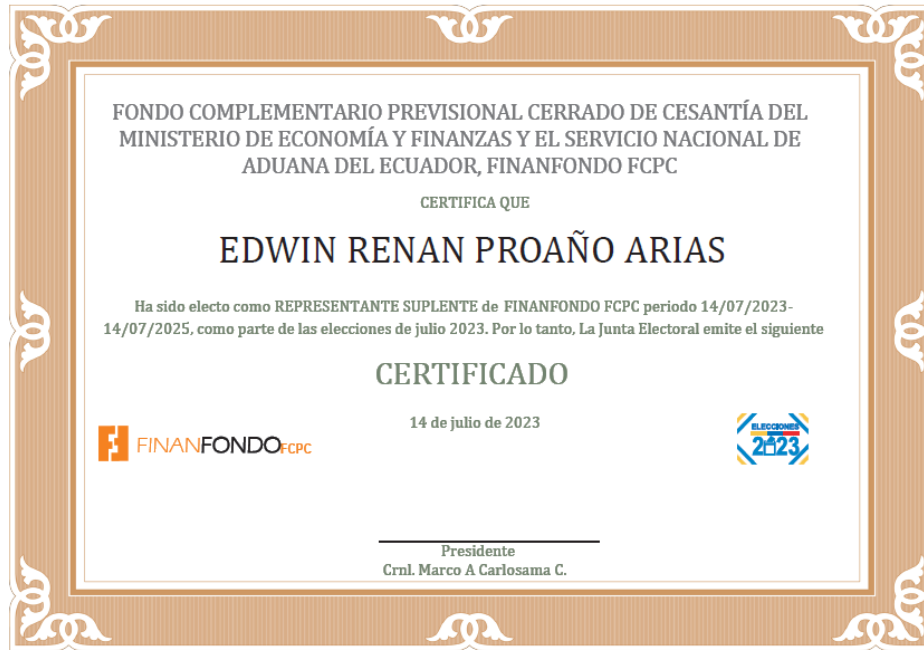 FONDO COMPLEMENTARIO PREVISIONAL CERRADO DE CESANTÍA DEL
MINISTERIO DE ECONOMÍA Y FINANZAS Y EL SERVICIO NACIONAL DE
ADUANA DEL ECUADOR, FINANFONDO FCPC
CERTIFICA QUE
EDWIN RENAN PROAÑO ARIAS
Ha sido electo como REPRESENTANTE SUPLENTE de FINANFONDO FCPC periodo 14/07/2023-
14/07/2025, como parte de las elecciones de julio 2023. Por lo tanto, La Junta Electoral emite el siguiente
CERTIFICADO
14 de julio de 2023
FINANFONDO FCPC
ELECCIONES
2023
Presidente
Crnl. Marco A Carlosama C.